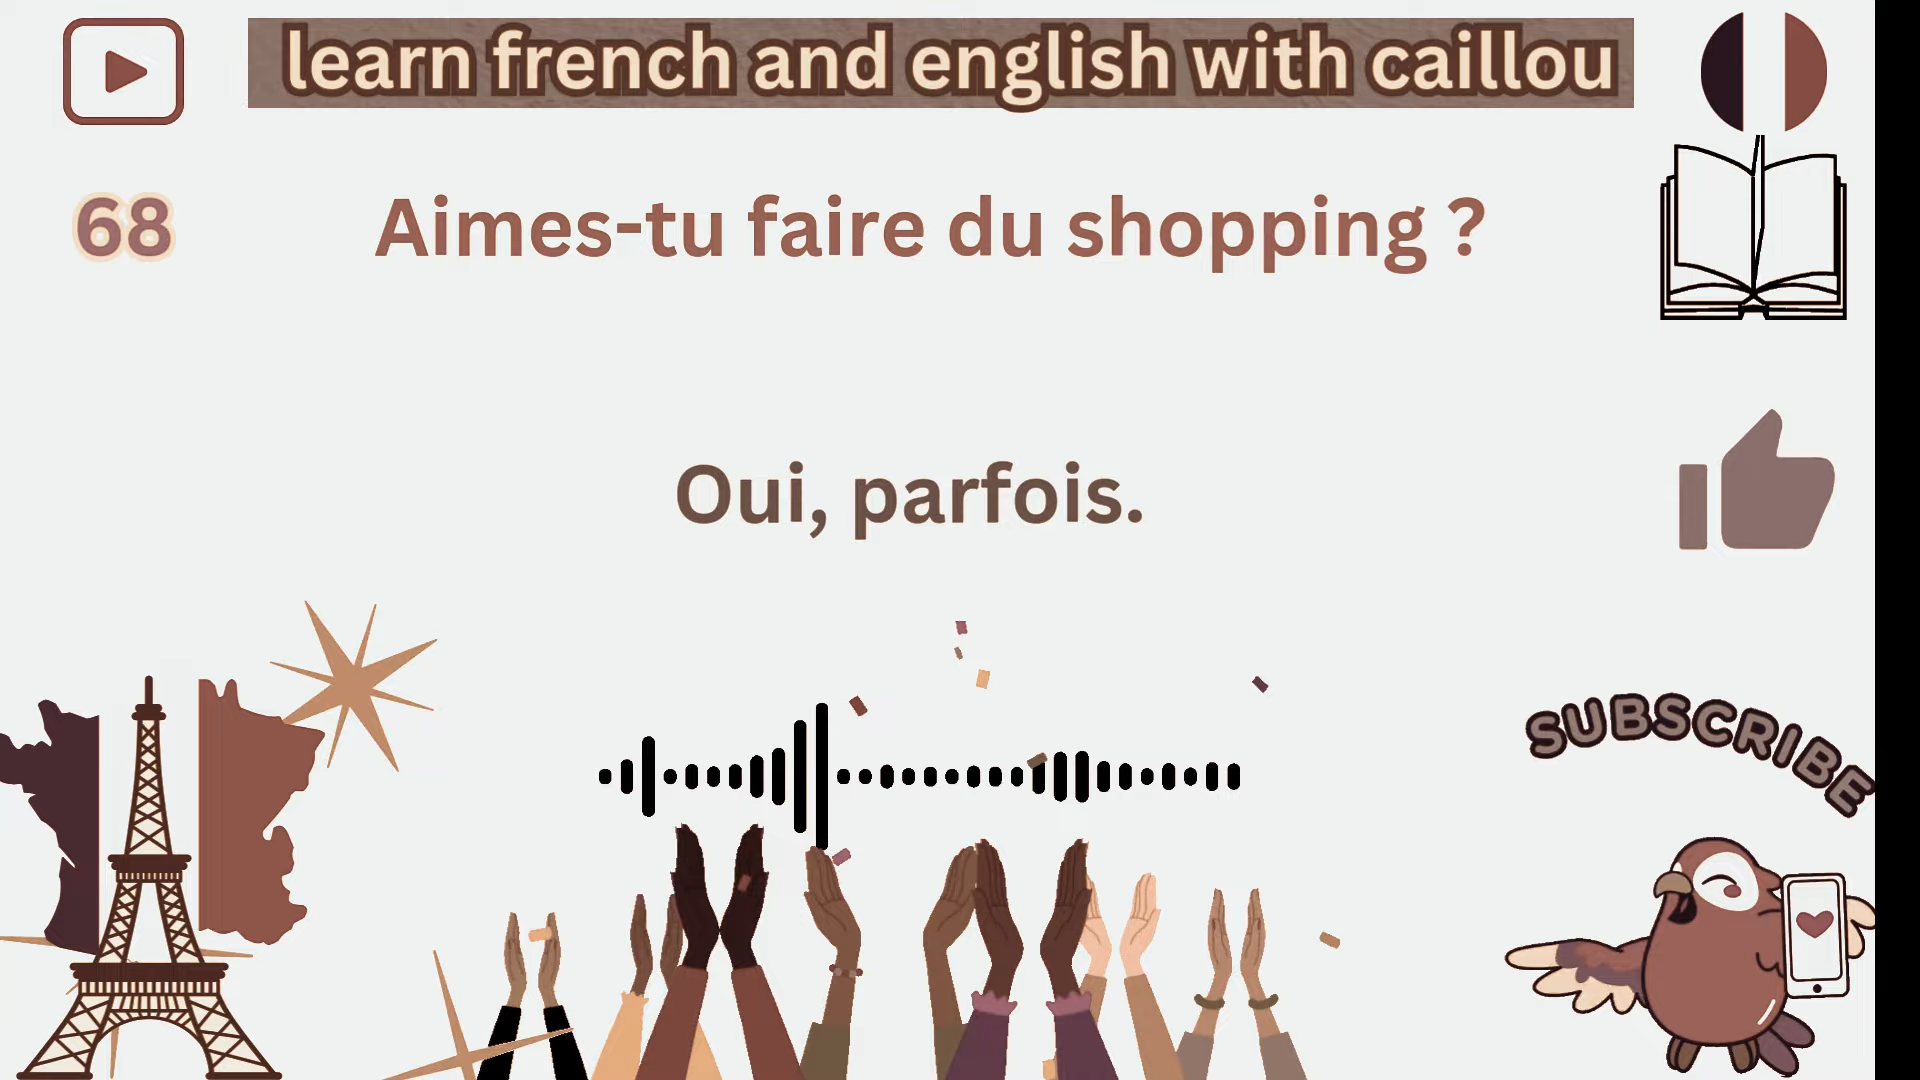 learn french and english with caillou
68
Aimes-tu faire du shopping ?
Oui, parfois.
SUBSCRIBE